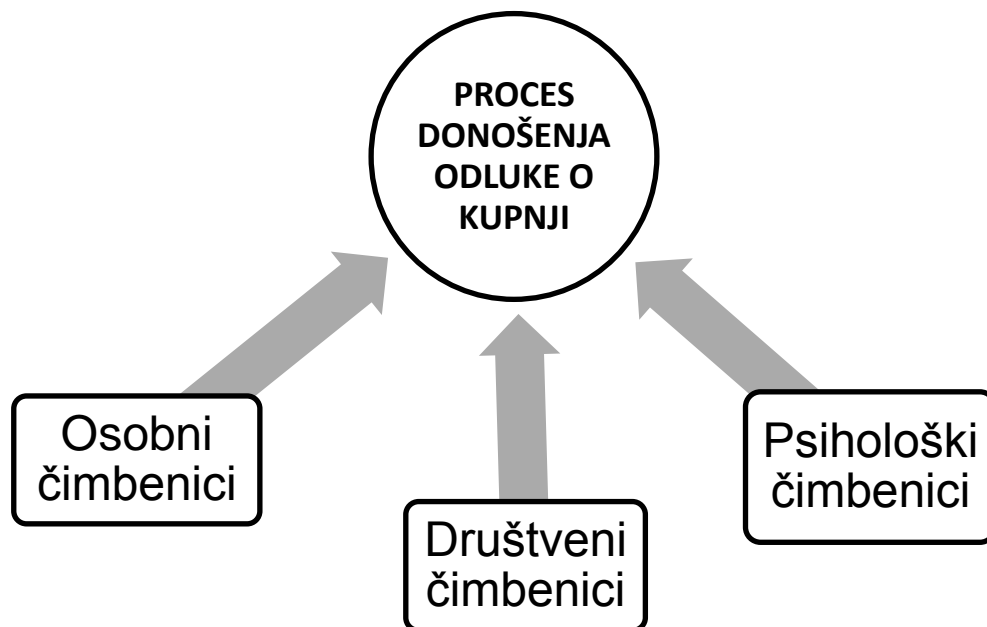 PROCES
DONOŠENJA
ODLUKE O
KUPNJI
Osobni
čimbenici
Društveni
čimbenici
Psihološki
čimbenici